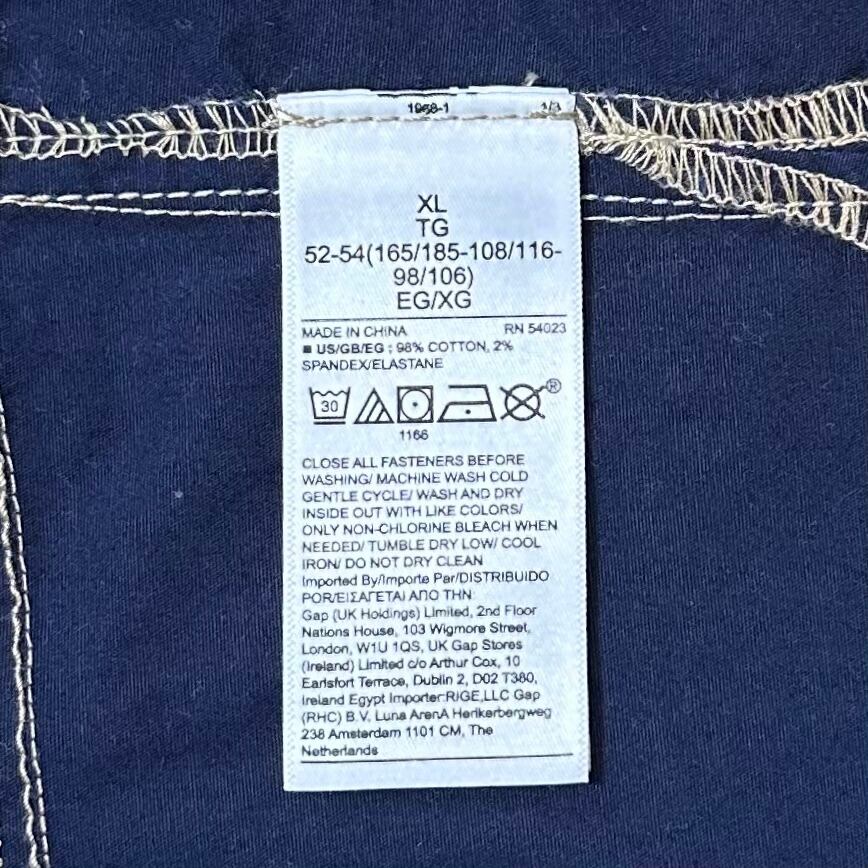 1968-1 1/3
XL
TG
52-54(165/185-108/116-
98/106)
EG/XG
MADE IN CHINA RN 54023
■ US/GB/EG : 98% COTTON, 2%
SPANDEX/ELASTANE
30 ®
1166
CLOSE ALL FASTENERS BEFORE
WASHING/ MACHINE WASH COLD
GENTLE CYCLE/ WASH AND DRY
INSIDE OUT WITH LIKE COLORS/
ONLY NON-CHLORINE BLEACH WHEN
NEEDED/ TUMBLE DRY LOW/ COOL
IRON/ DO NOT DRY CLEAN
Imported By/Importe Par/DISTRIBUIDO
POR/ΕΙΣΑΓΕΤΑΙ ΑΠΟ ΤΗΝ
Gap (UK Holdings) Limited, 2nd Floor
Nations House, 103 Wigmore Street,
London, W1U 1QS, UK Gap Stores
(Ireland) Limited c/o Arthur Cox, 10
Earlsfort Terrace, Dublin 2, D02 T380,
Ireland Egypt Importer:RIGE,LLC Gap
(RHC) B.V. Luna ArenA Herikerbergweg
238 Amsterdam 1101 CM, The
Netherlands